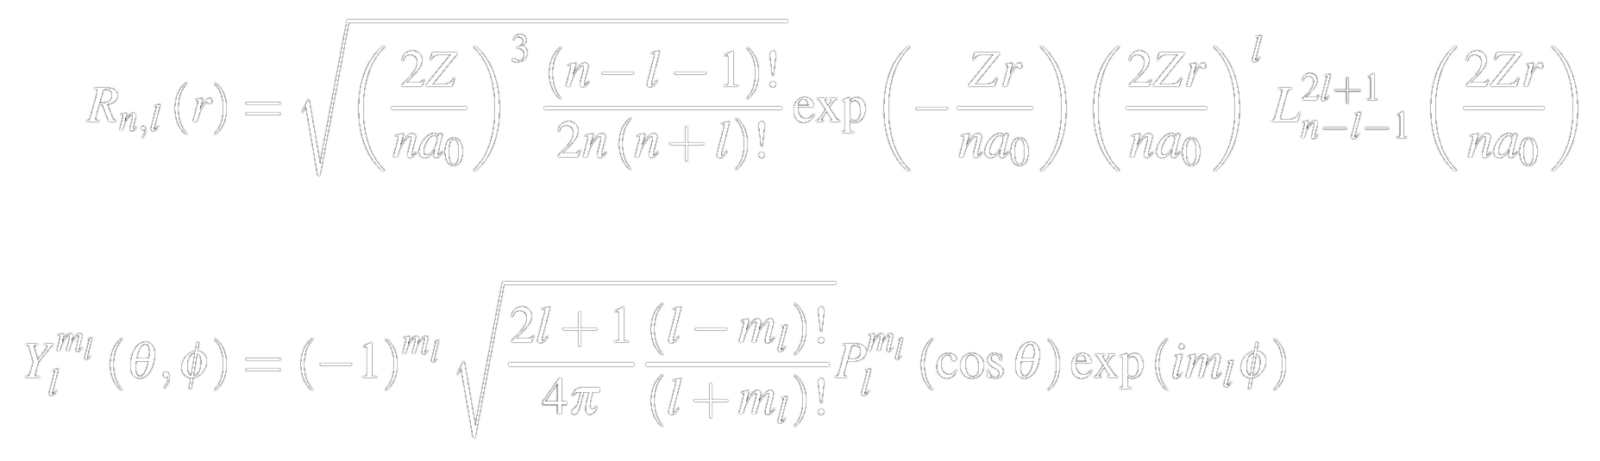 R_{n,l}(r) = \sqrt{\left(\frac{2Z}{na_0}\right)^3 \frac{(n-l-1)!}{2n(n+l)!}} \exp\left(-\frac{Zr}{na_0}\right) \left(\frac{2Zr}{na_0}\right)^l L_{n-l-1}^{2l+1} \left(\frac{2Zr}{na_0}\right)
Y_l^{m_l}(\theta, \phi) = (-1)^{m_l} \sqrt{\frac{2l+1}{4\pi} \frac{(l-m_l)!}{(l+m_l)!}} P_l^{m_l}(\cos\theta) \exp(im_l\phi)